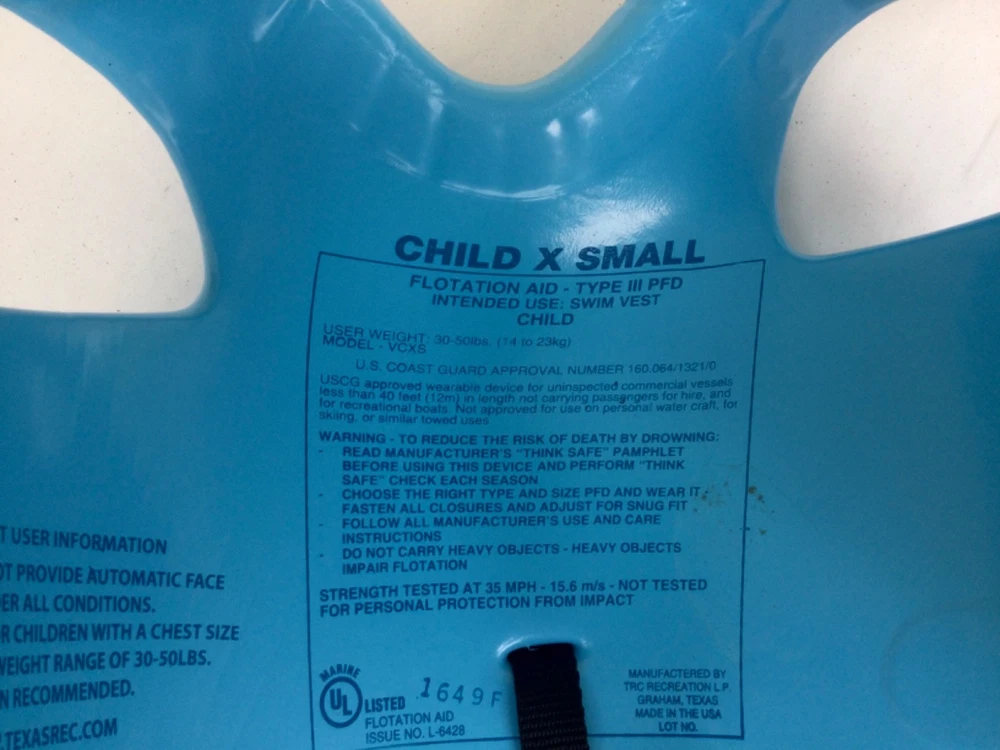 CHILD X SMALL
FLOTATION AID - TYPE III PFD
INTENDED USE: SWIM VEST
CHILD
USER WEIGHT: 30-50lbs. (14 to 23kg)
MODEL - VCXS
U.S. COAST GUARD APPROVAL NUMBER 160.064/1321/0
USCG approved wearable device for uninspected commercial vessels
less than 40 feet (12m) in length not carrying passengers for hire, and
for recreational boats. Not approved for use on personal water craft, for
skiing, or similar towed uses
WARNING - TO REDUCE THE RISK OF DEATH BY DROWNING:
- READ MANUFACTURER'S "THINK SAFE" PAMPHLET
BEFORE USING THIS DEVICE AND PERFORM "THINK
SAFE" CHECK EACH SEASON
- CHOOSE THE RIGHT TYPE AND SIZE PFD AND WEAR IT.
FASTEN ALL CLOSURES AND ADJUST FOR SNUG FIT
- FOLLOW ALL MANUFACTURER'S USE AND CARE
INSTRUCTIONS
- DO NOT CARRY HEAVY OBJECTS - HEAVY OBJECTS
IMPAIR FLOTATION
STRENGTH TESTED AT 35 MPH - 15.6 m/s - NOT TESTED
FOR PERSONAL PROTECTION FROM IMPACT
MARINE
UL LISTED 1649F
FLOTATION AID
ISSUE NO. L-6428
MANUFACTURED BY
TRC RECREATION L.P.
GRAHAM, TEXAS
MADE IN THE USA
LOT NO.
T USER INFORMATION
OT PROVIDE AUTOMATIC FACE
ER ALL CONDITIONS.
R CHILDREN WITH A CHEST SIZE
WEIGHT RANGE OF 30-50LBS.
N RECOMMENDED.
.TEXASREC.COM